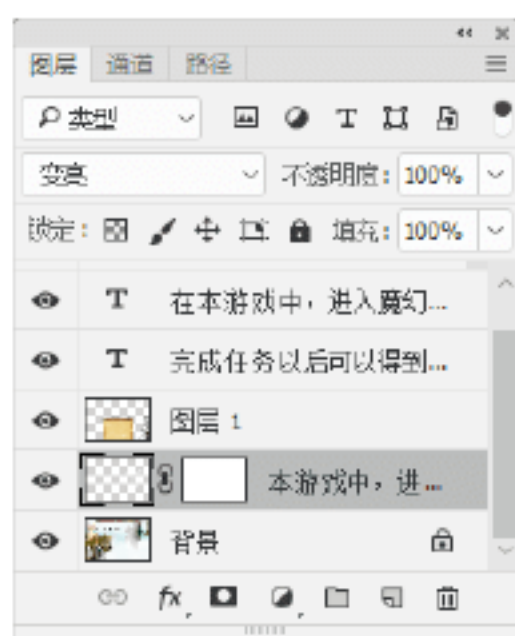 图层 通道 路径
类型 T
变亮 不透明度: 100%
锁定: 填充: 100%
T 在本游戏中，进入魔幻...
T 完成任务以后可以得到...
图层 1
本游戏中，进...
背景
fx